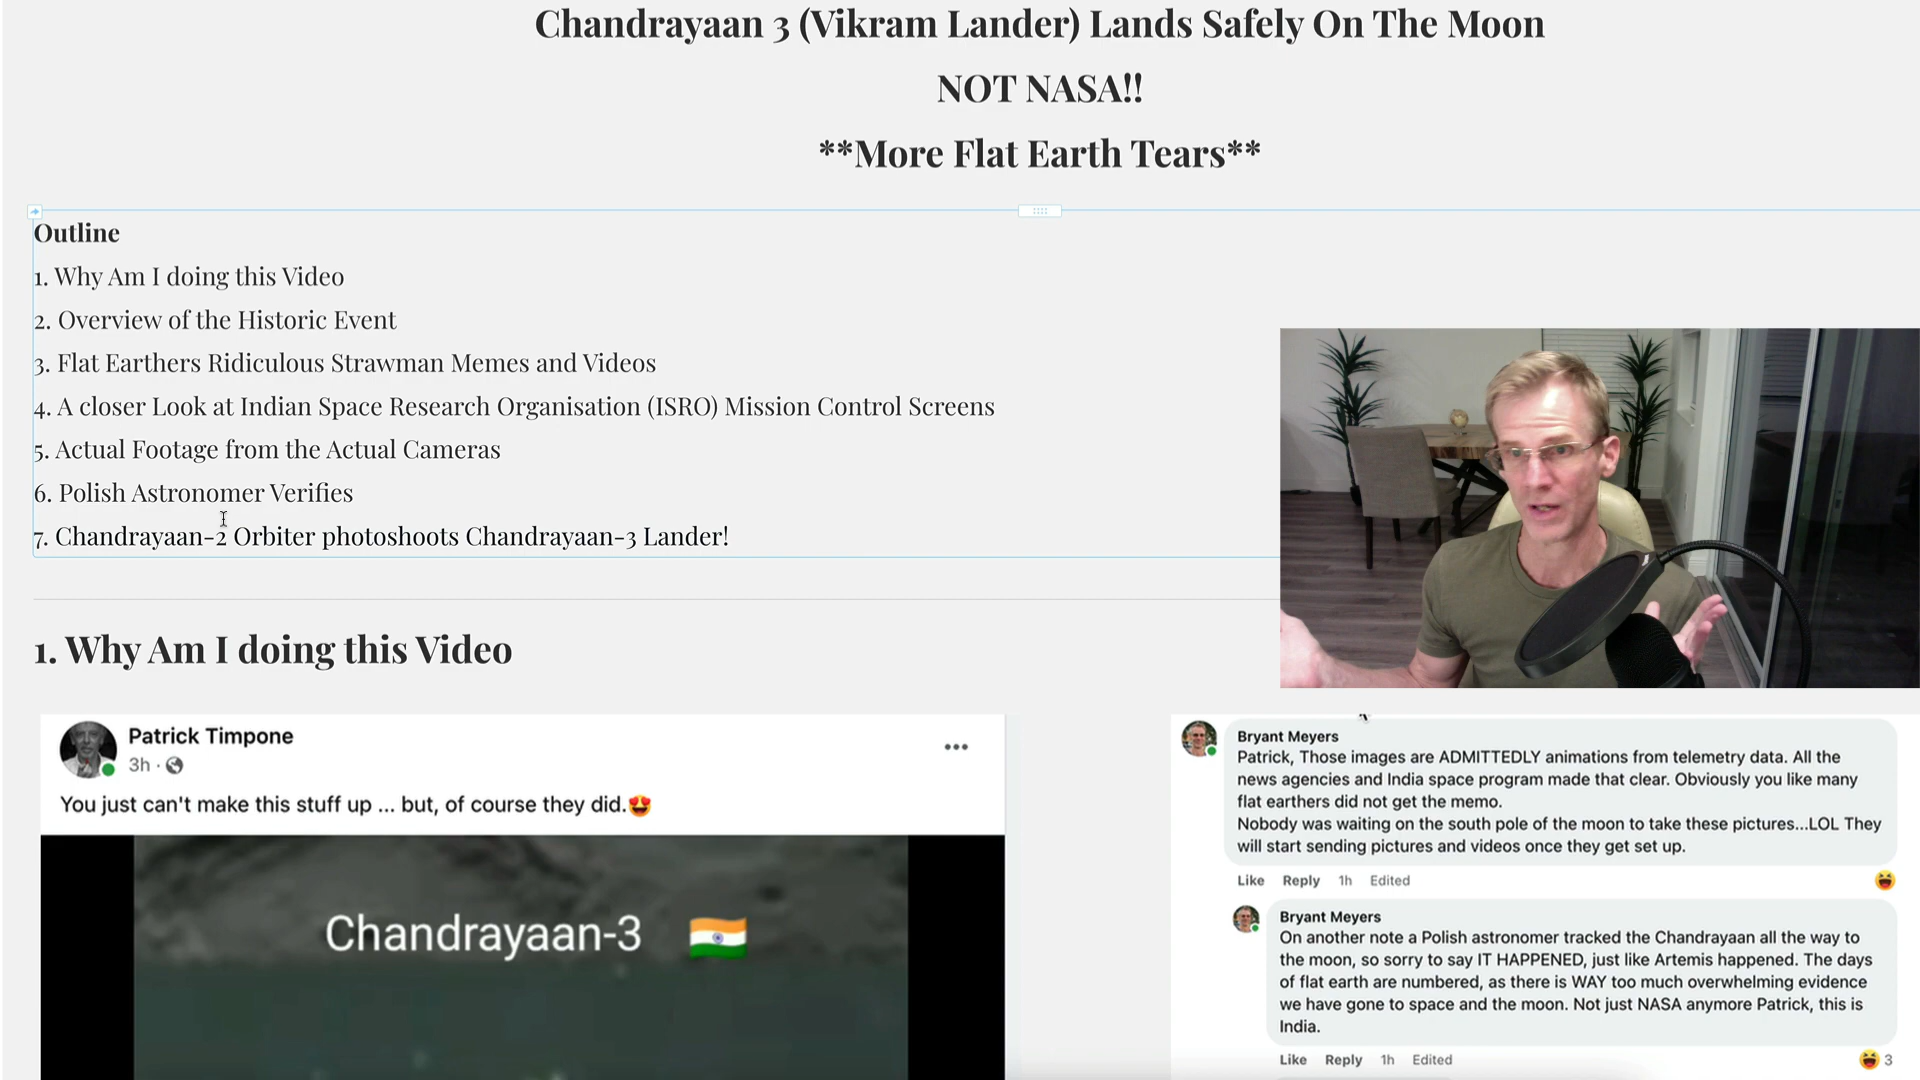 Chandrayaan 3 (Vikram Lander) Lands Safely On The Moon
NOT NASA!!
**More Flat Earth Tears**
Outline
1. Why Am I doing this Video
2. Overview of the Historic Event
3. Flat Earthers Ridiculous Strawman Memes and Videos
4. A closer Look at Indian Space Research Organisation (ISRO) Mission Control Screens
5. Actual Footage from the Actual Cameras
6. Polish Astronomer Verifies
7. Chandrayaan-2 Orbiter photoshoots Chandrayaan-3 Lander!
1. Why Am I doing this Video
Patrick Timpone
3h ·
You just can't make this stuff up ... but, of course they did.😍
Chandrayaan-3 🇮🇳
Bryant Meyers
Patrick, Those images are ADMITTEDLY animations from telemetry data. All the
news agencies and India space program made that clear. Obviously you like many
flat earthers did not get the memo.
Nobody was waiting on the south pole of the moon to take these pictures...LOL They
will start sending pictures and videos once they get set up.
Like Reply 1h Edited
Bryant Meyers
On another note a Polish astronomer tracked the Chandrayaan all the way to
the moon, so sorry to say IT HAPPENED, just like Artemis happened. The days
of flat earth are numbered, as there is WAY too much overwhelming evidence
we have gone to space and the moon. Not just NASA anymore Patrick, this is
India.
Like Reply 1h Edited 😆 3